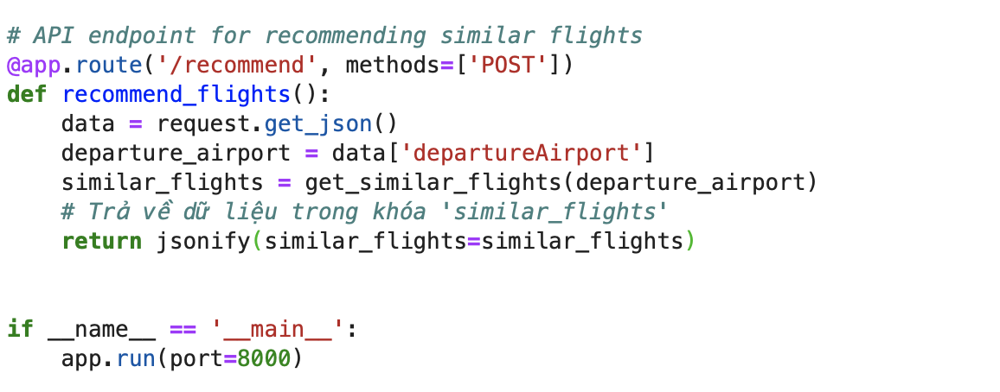 # API endpoint for recommending similar flights
@app.route('/recommend', methods=['POST'])
def recommend_flights():
    data = request.get_json()
    departure_airport = data['departureAirport']
    similar_flights = get_similar_flights(departure_airport)
    # Trả về dữ liệu trong khóa 'similar_flights'
    return jsonify(similar_flights=similar_flights)
if __name__ == '__main__':
    app.run(port=8000)